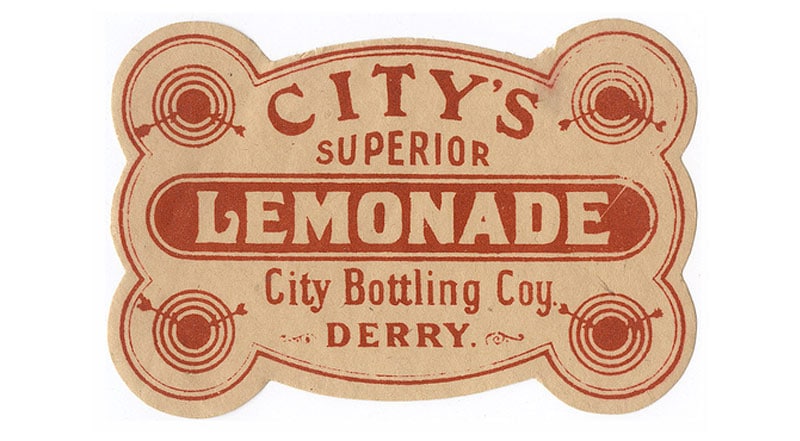 CITY'S
SUPERIOR
LEMONADE
City Bottling Coy.
DERRY.